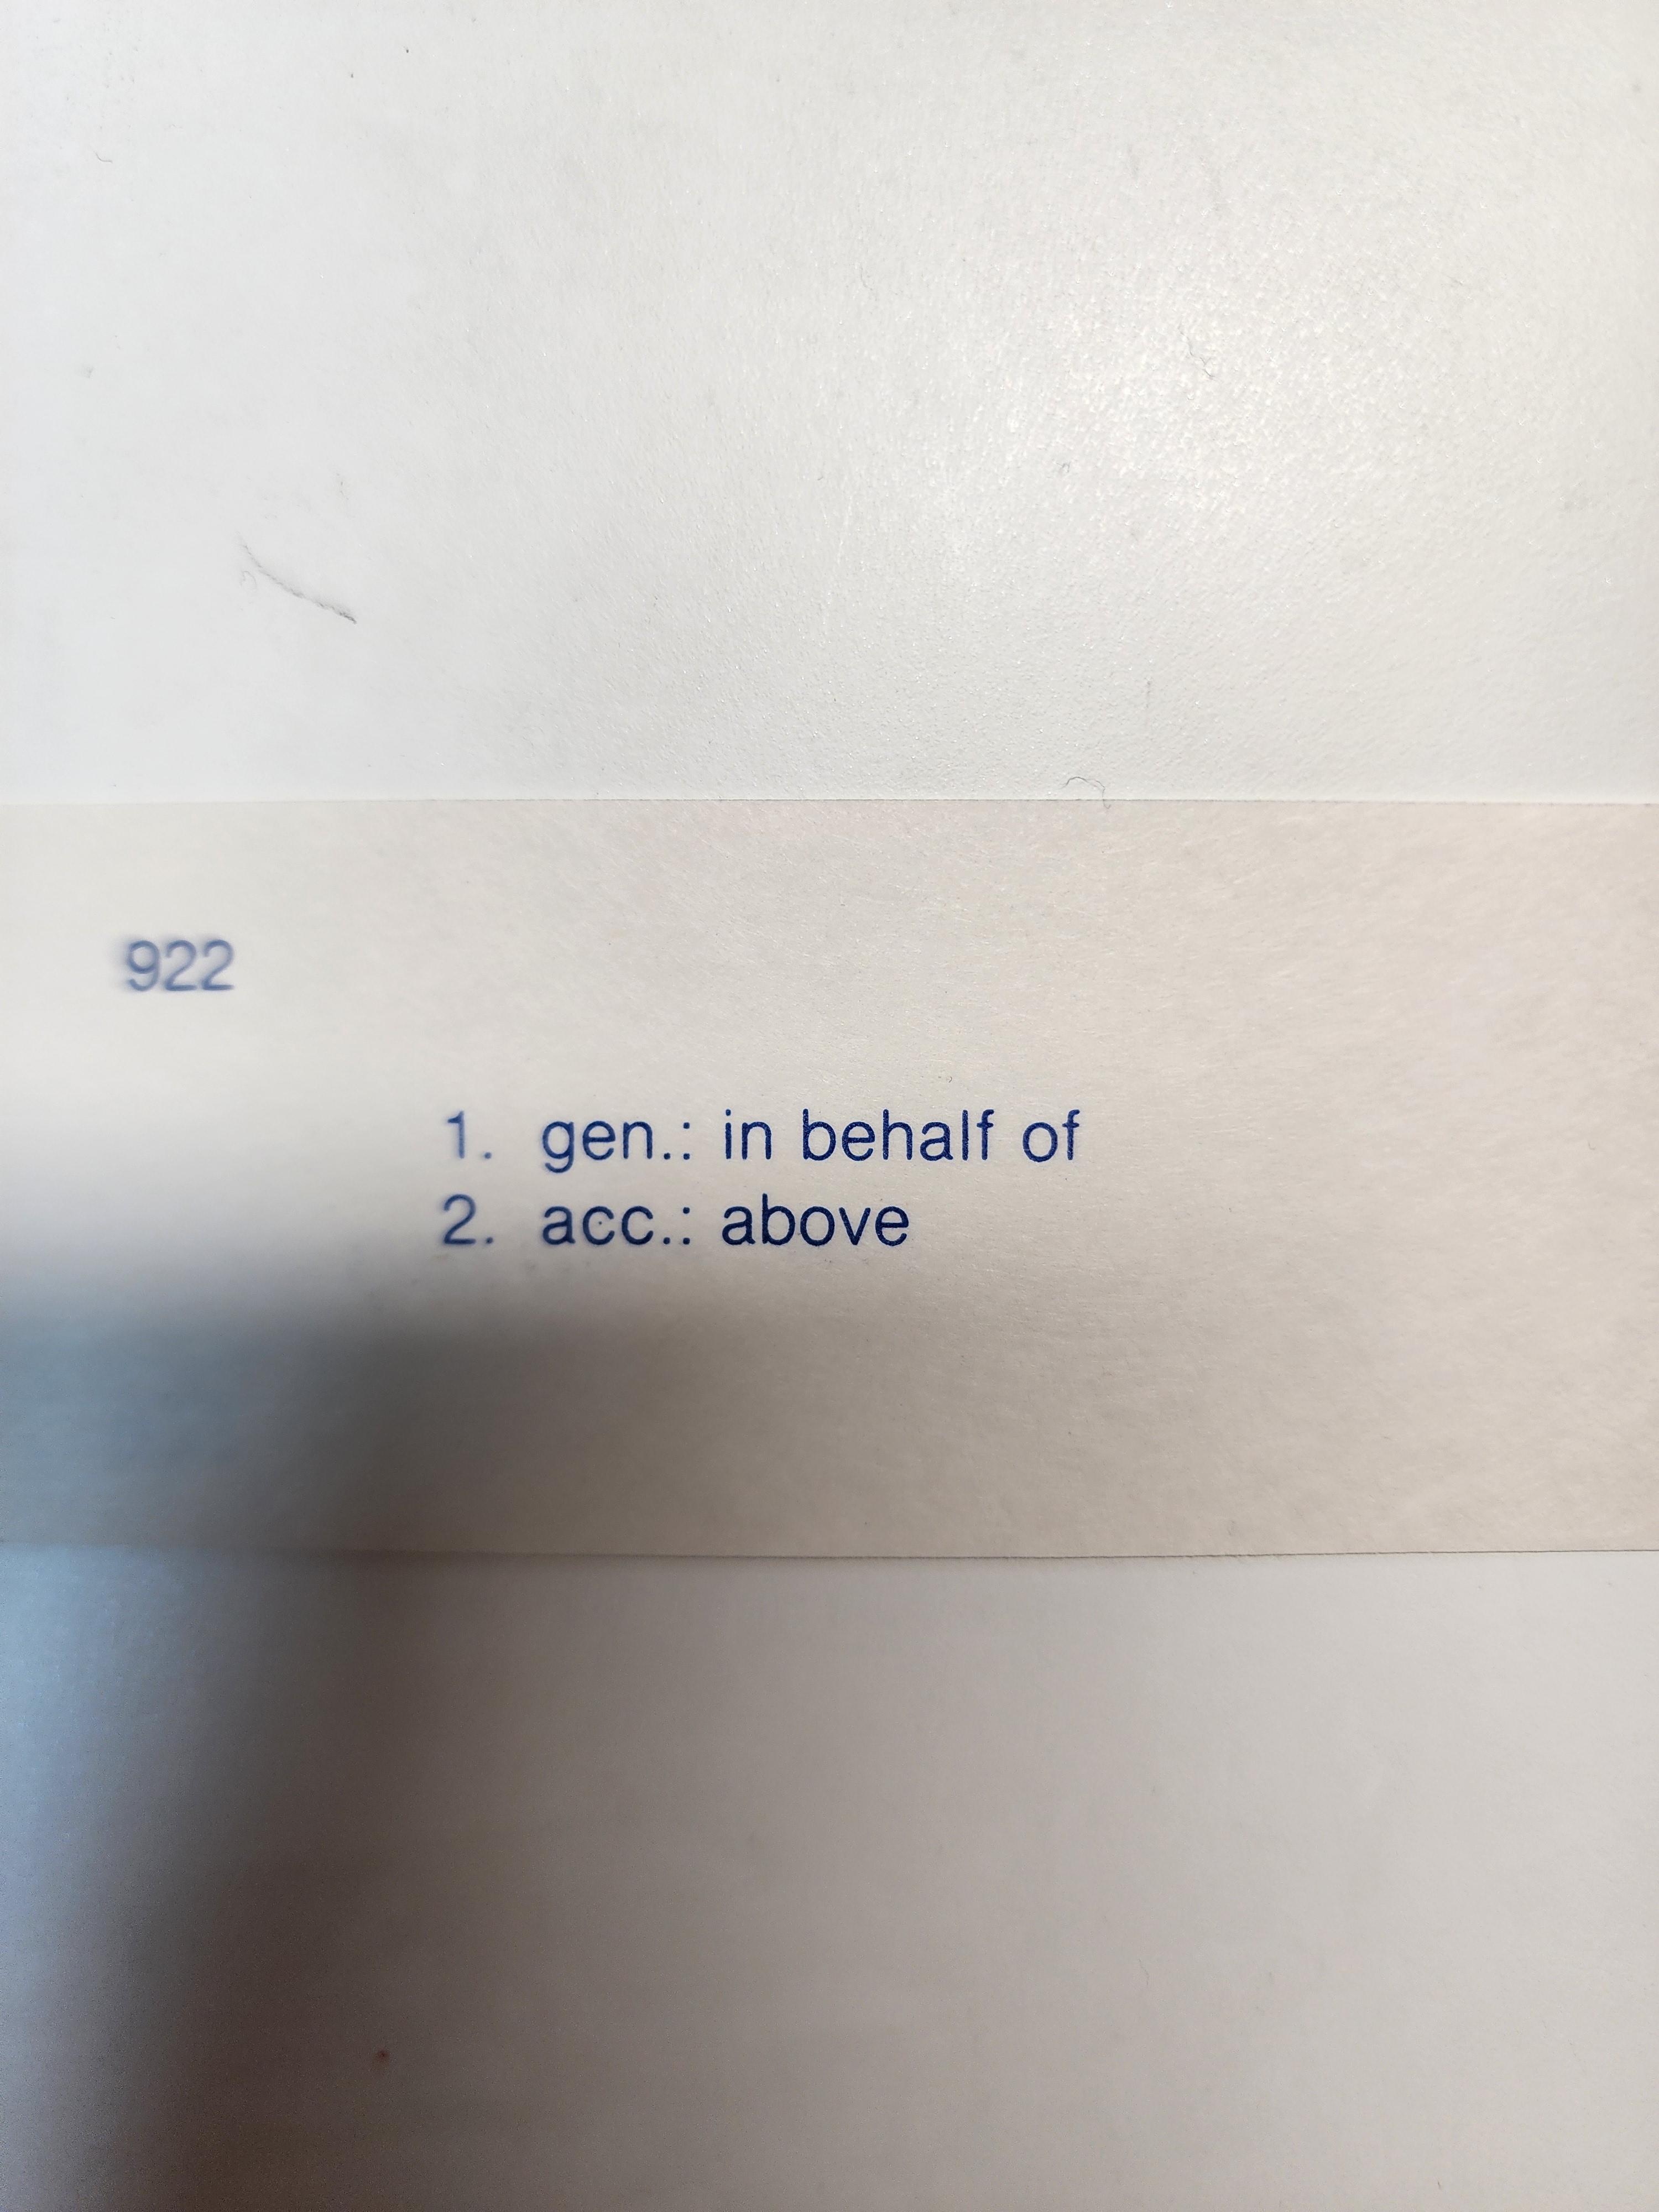 922
1. gen.: in behalf of
2. acc.: above